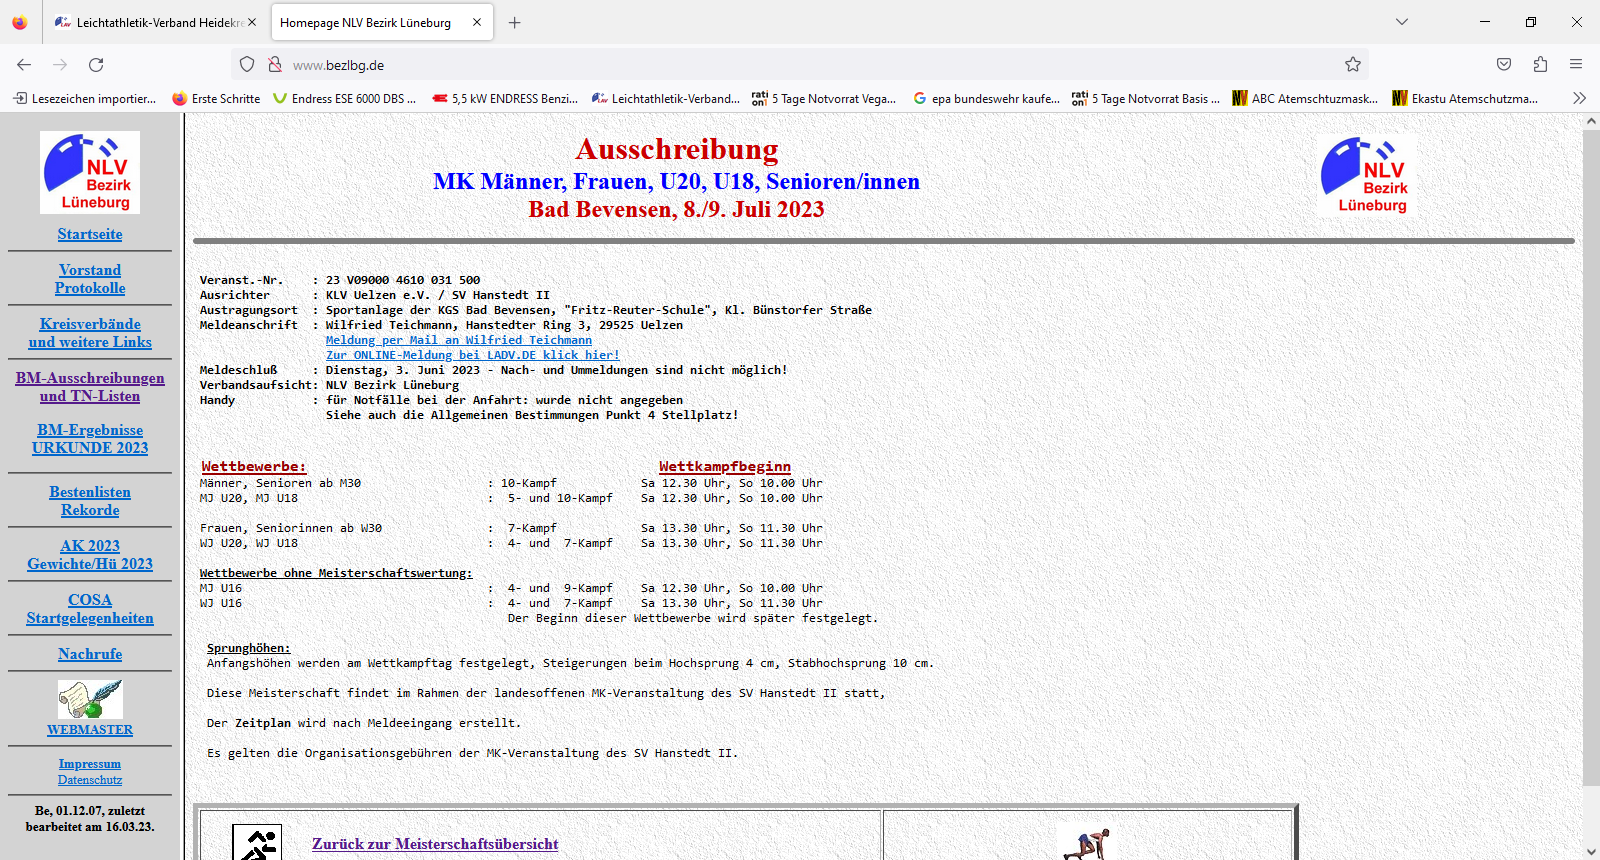 Leichtathletik-Verband Heidekre
Homepage NLV Bezirk Lüneburg
www.bezlbg.de
Lesezeichen importier...
Erste Schritte
Endress ESE 6000 DBS ...
5,5 kW ENDRESS Benzi...
Leichtathletik-Verband...
5 Tage Notvorrat Vega...
epa bundeswehr kaufe...
5 Tage Notvorrat Basis ...
ABC Atemschtuzmask...
Ekastu Atemschutzma...
NLV
Bezirk
Lüneburg
Startseite
Vorstand
Protokolle
Kreisverbände
und weitere Links
BM-Ausschreibungen
und TN-Listen
BM-Ergebnisse
URKUNDE 2023
Bestenlisten
Rekorde
AK 2023
Gewichte/Hü 2023
COSA
Startgelegenheiten
Nachrufe
WEBMASTER
Impressum
Datenschutz
Be, 01.12.07, zuletzt
bearbeitet am 16.03.23.
Ausschreibung
MK Männer, Frauen, U20, U18, Senioren/innen
Bad Bevensen, 8./9. Juli 2023
NLV
Bezirk
Lüneburg
Veranst.-Nr. : 23 V09000 4610 031 500
Ausrichter : KLV Uelzen e.V. / SV Hanstedt II
Austragungsort : Sportanlage der KGS Bad Bevensen, "Fritz-Reuter-Schule", Kl. Bünstorfer Straße
Meldeanschrift : Wilfried Teichmann, Hanstedter Ring 3, 29525 Uelzen
Meldung per Mail an Wilfried Teichmann
Zur ONLINE-Meldung bei LADV.DE klick hier!
Meldeschluß : Dienstag, 3. Juni 2023 - Nach- und Ummeldungen sind nicht möglich!
Verbandsaufsicht: NLV Bezirk Lüneburg
Handy : für Notfälle bei der Anfahrt: wurde nicht angegeben
Siehe auch die Allgemeinen Bestimmungen Punkt 4 Stellplatz!
Wettbewerbe: Wettkampfbeginn
Männer, Senioren ab M30 : 10-Kampf Sa 12.30 Uhr, So 10.00 Uhr
MJ U20, MJ U18 : 5- und 10-Kampf Sa 12.30 Uhr, So 10.00 Uhr
Frauen, Seniorinnen ab W30 : 7-Kampf Sa 13.30 Uhr, So 11.30 Uhr
WJ U20, WJ U18 : 4- und 7-Kampf Sa 13.30 Uhr, So 11.30 Uhr
Wettbewerbe ohne Meisterschaftswertung:
MJ U16 : 4- und 9-Kampf Sa 12.30 Uhr, So 10.00 Uhr
WJ U16 : 4- und 7-Kampf Sa 13.30 Uhr, So 11.30 Uhr
Der Beginn dieser Wettbewerbe wird später festgelegt.
Sprunghöhen:
Anfangshöhen werden am Wettkampftag festgelegt, Steigerungen beim Hochsprung 4 cm, Stabhochsprung 10 cm.
Diese Meisterschaft findet im Rahmen der landesoffenen MK-Veranstaltung des SV Hanstedt II statt,
Der Zeitplan wird nach Meldeeingang erstellt.
Es gelten die Organisationsgebühren der MK-Veranstaltung des SV Hanstedt II.
Zurück zur Meisterschaftsübersicht